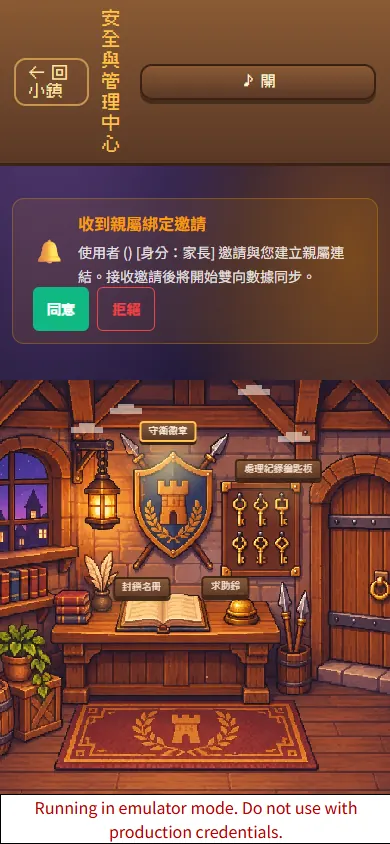 ← 回
小鎮
安全與管理中心
♪ 開
收到親屬綁定邀請
使用者 () [身分：家長] 邀請與您建立親屬連
結。接收邀請後將開始雙向數據同步。
同意
拒絕
守衛徽章
處理紀錄鑰匙板
封鎖名冊
求助鈴
Running in emulator mode. Do not use with
production credentials.